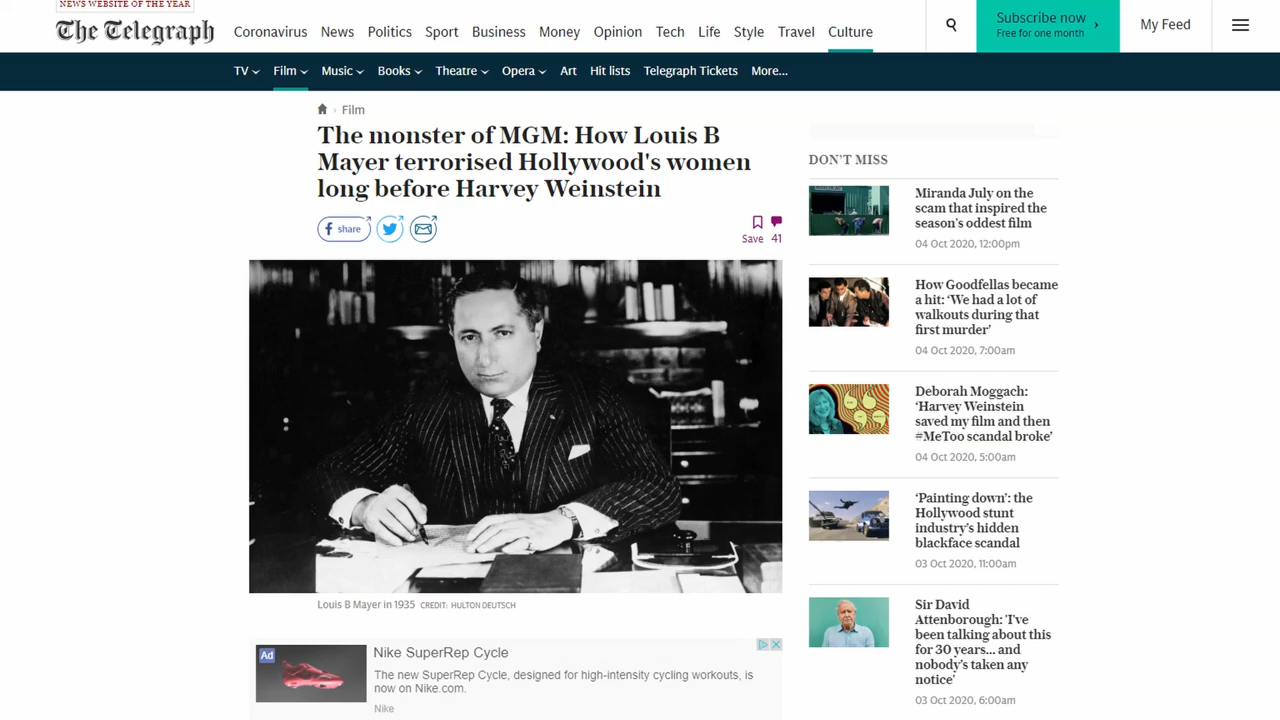 NEWS WEBSITE OF THE YEAR
The Telegraph
Coronavirus News Politics Sport Business Money Opinion Tech Life Style Travel Culture
Subscribe now
Free for one month
My Feed
TV Film Music Books Theatre Opera Art Hit lists Telegraph Tickets More...
Film
The monster of MGM: How Louis B
Mayer terrorised Hollywood's women
long before Harvey Weinstein
share
Save 41
Louis B Mayer in 1935 CREDIT: HULTON DEUTSCH
Ad
Nike SuperRep Cycle
The new SuperRep Cycle, designed for high-intensity cycling workouts, is
now on Nike.com.
Nike
DON'T MISS
Miranda July on the
scam that inspired the
season's oddest film
04 Oct 2020, 12:00pm
How Goodfellas became
a hit: ‘We had a lot of
walkouts during that
first murder’
04 Oct 2020, 7:00am
Deborah Moggach:
‘Harvey Weinstein
saved my film and then
#MeToo scandal broke’
04 Oct 2020, 5:00am
‘Painting down’: the
Hollywood stunt
industry’s hidden
blackface scandal
03 Oct 2020, 11:00am
Sir David
Attenborough: 'I've
been talking about this
for 30 years... and
nobody’s taken any
notice'
03 Oct 2020, 6:00am